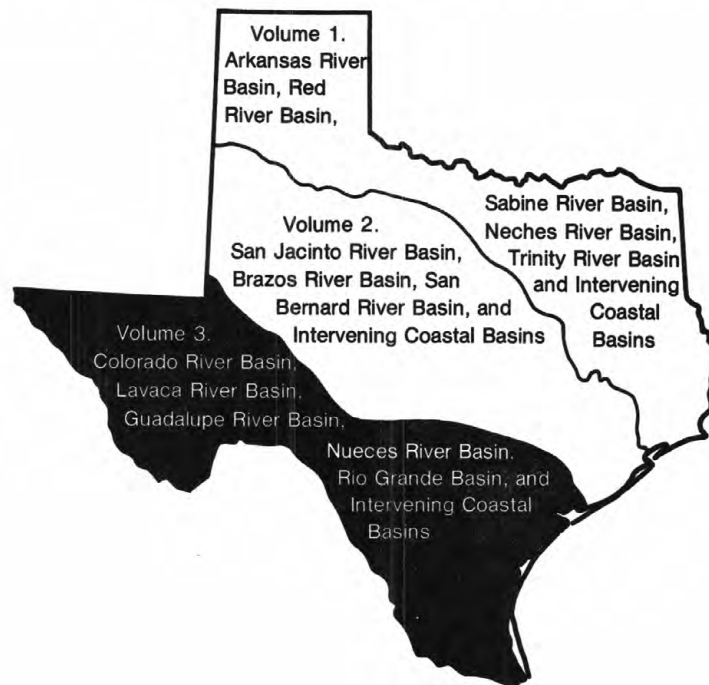 Volume 1.
Arkansas River
Basin, Red
River Basin,
Sabine River Basin,
Neches River Basin,
Trinity River Basin
and Intervening
Coastal
Basins
Volume 2.
San Jacinto River Basin,
Brazos River Basin, San
Bernard River Basin, and
Intervening Coastal Basins
Volume 3.
Colorado River Basin,
Lavaca River Basin,
Guadalupe River Basin,
Nueces River Basin.
Rio Grande Basin, and
Intervening Coastal
Basins